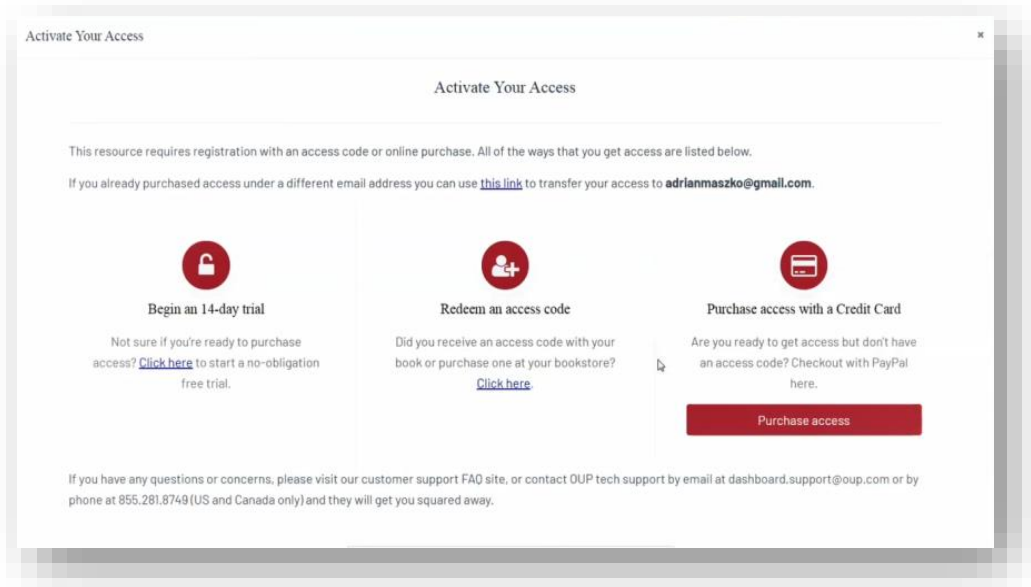 Activate Your Access
Activate Your Access
This resource requires registration with an access code or online purchase. All of the ways that you get access are listed below.
If you already purchased access under a different email address you can use this link to transfer your access to adrianmaszko@gmail.com.
Begin an 14-day trial
Not sure if you're ready to purchase
access? Click here to start a no-obligation
free trial.
Redeem an access code
Did you receive an access code with your
book or purchase one at your bookstore?
Click here.
Purchase access with a Credit Card
Are you ready to get access but don't have
an access code? Checkout with PayPal
here.
Purchase access
If you have any questions or concerns, please visit our customer support FAQ site, or contact OUP tech support by email at dashboard.support@oup.com or by
phone at 855.281.8749 (US and Canada only) and they will get you squared away.